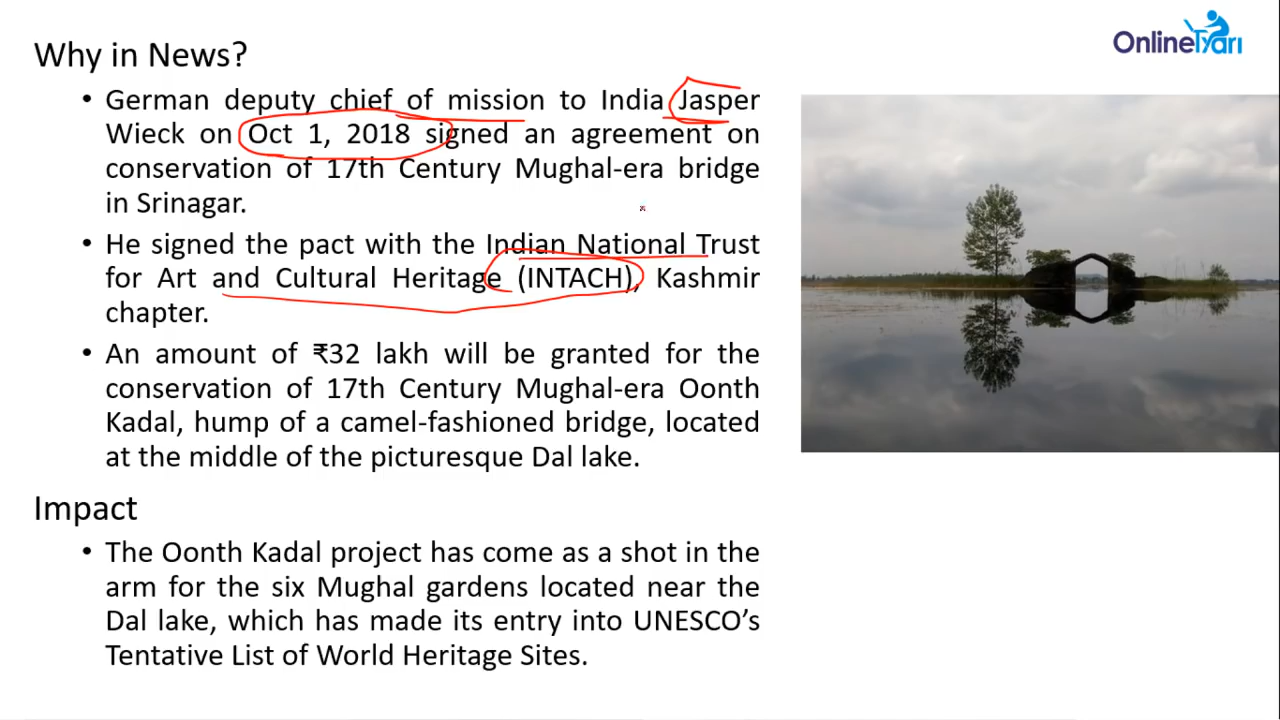 OnlineTyari
Why in News?
• German deputy chief of mission to India Jasper
Wieck on Oct 1, 2018 signed an agreement on
conservation of 17th Century Mughal-era bridge
in Srinagar.
• He signed the pact with the Indian National Trust
for Art and Cultural Heritage (INTACH), Kashmir
chapter.
• An amount of ₹32 lakh will be granted for the
conservation of 17th Century Mughal-era Oonth
Kadal, hump of a camel-fashioned bridge, located
at the middle of the picturesque Dal lake.
Impact
• The Oonth Kadal project has come as a shot in the
arm for the six Mughal gardens located near the
Dal lake, which has made its entry into UNESCO’s
Tentative List of World Heritage Sites.